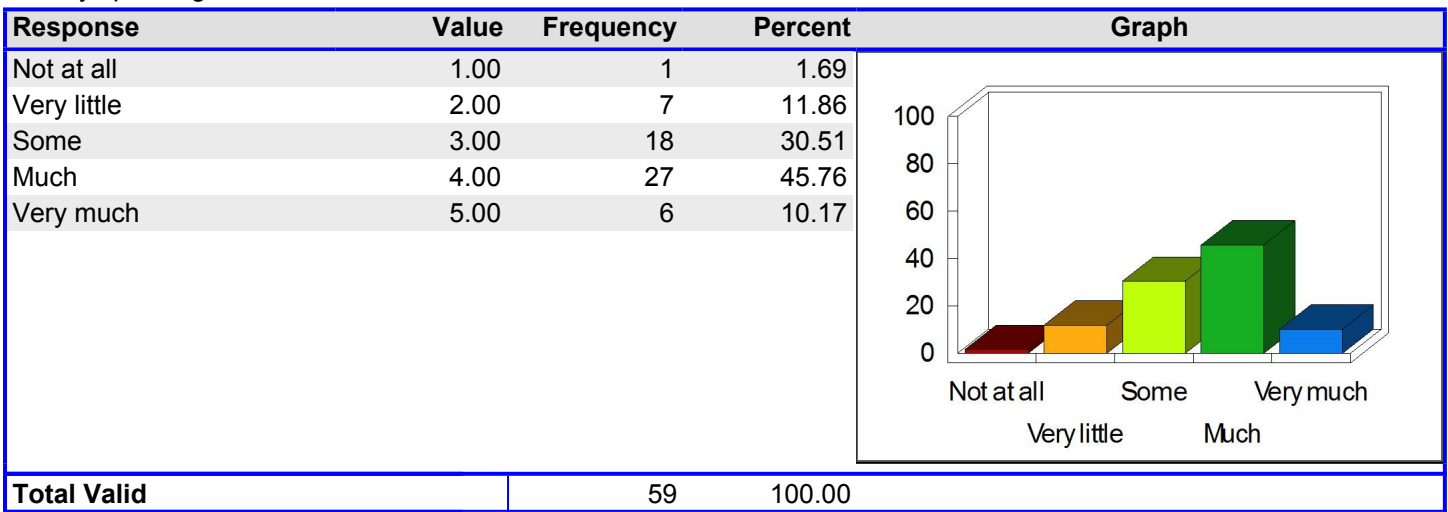 Response Value Frequency Percent Graph
Not at all 1.00 1 1.69
Very little 2.00 7 11.86
Some 3.00 18 30.51
Much 4.00 27 45.76
Very much 5.00 6 10.17
100
80
60
40
20
0
Not at all Some Very much
Very little Much
Total Valid 59 100.00